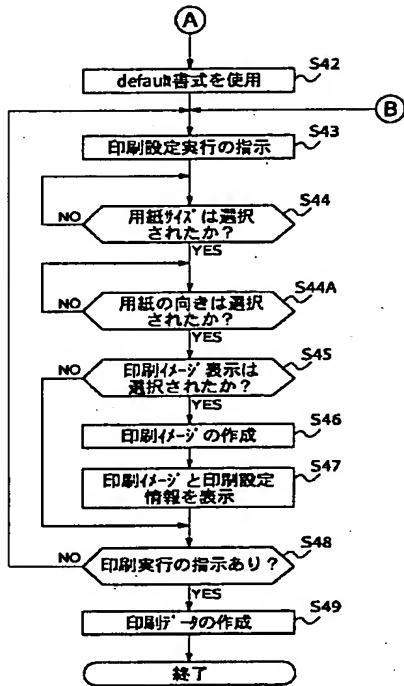 A
S42
default書式を使用
B
S43
印刷設定実行の指示
S44
用紙サイズは選択
されたか?
NO
YES
S44A
用紙の向きは選択
されたか?
NO
YES
S45
印刷イメージ表示は
選択されたか?
NO
YES
S46
印刷イメージの作成
S47
印刷イメージと印刷設定
情報を表示
S48
印刷実行の指示あり?
NO
YES
S49
印刷データの作成
終了